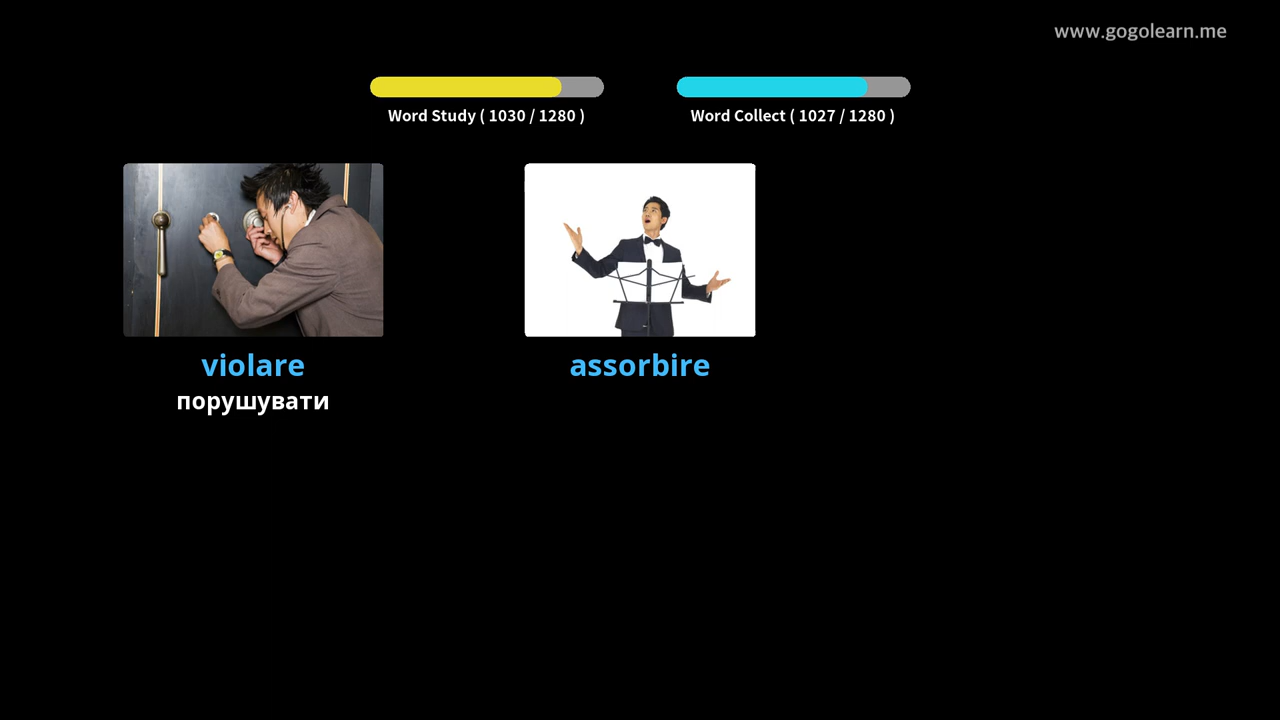 www.gogolearn.me
Word Study ( 1030 / 1280 )
Word Collect ( 1027 / 1280 )
violare
порушувати
assorbire